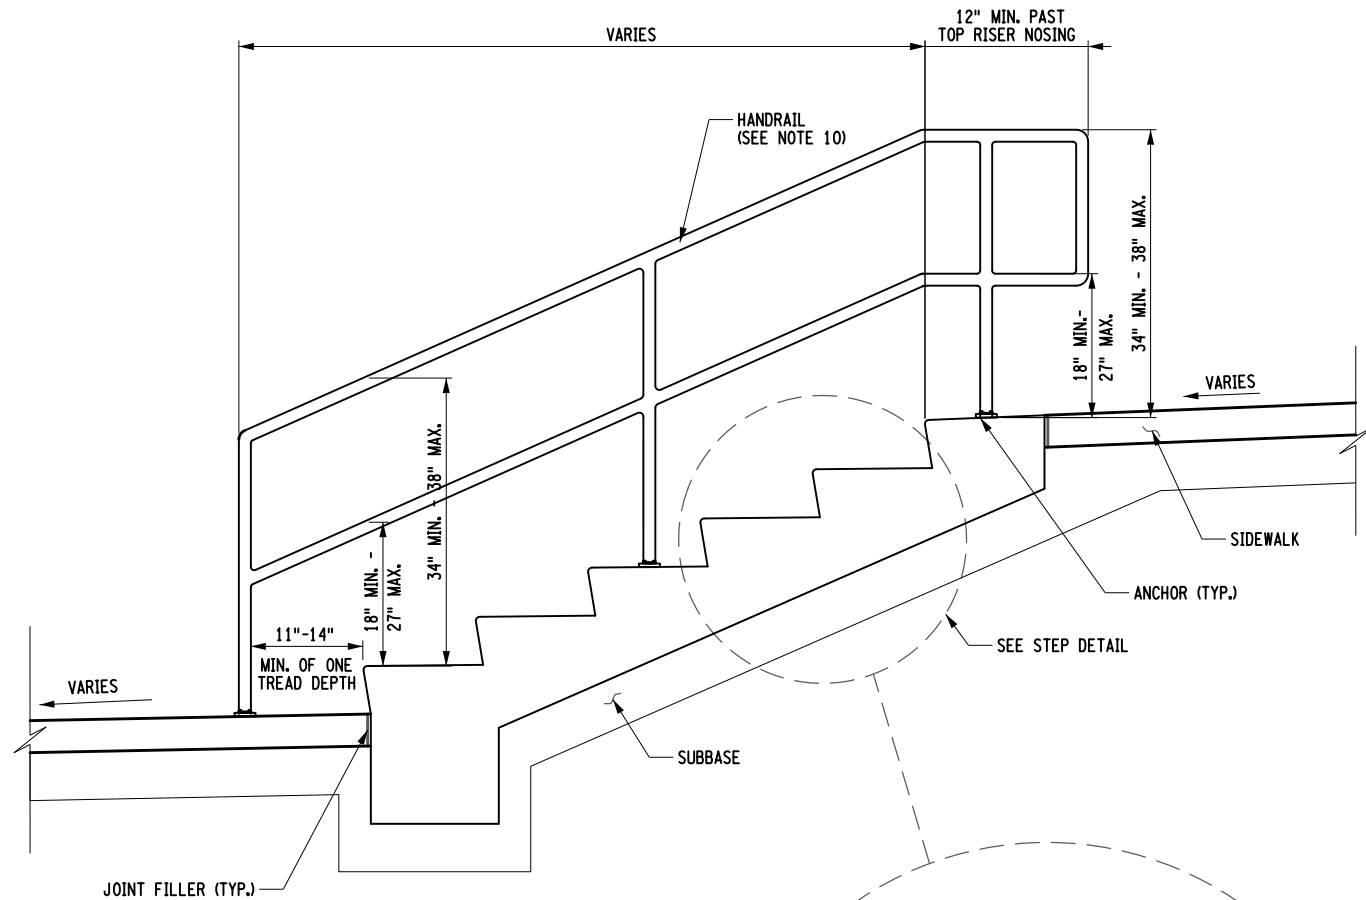 12" MIN. PAST
TOP RISER NOSING
VARIES
HANDRAIL
(SEE NOTE 10)
34" MIN. - 38" MAX.
18" MIN.-
27" MAX.
VARIES
34" MIN. - 38" MAX.
18" MIN. -
27" MAX.
SIDEWALK
ANCHOR (TYP.)
11"-14"
MIN. OF ONE
TREAD DEPTH
SEE STEP DETAIL
VARIES
SUBBASE
JOINT FILLER (TYP.)